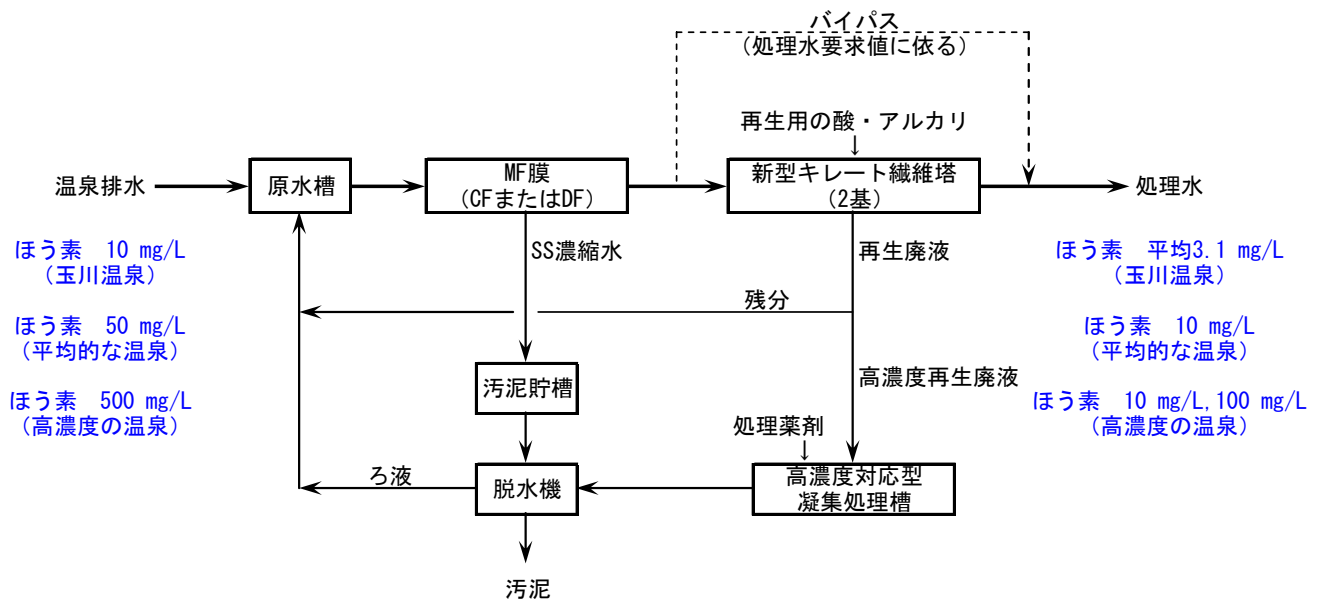 バイパス
(処理水要求値に依る)
再生用の酸・アルカリ
温泉排水
原水槽
MF膜
(CFまたはDF)
新型キレート繊維塔
(2基)
処理水
ほう素　10 mg/L
(玉川温泉)
ほう素　50 mg/L
(平均的な温泉)
ほう素　500 mg/L
(高濃度の温泉)
SS濃縮水
再生廃液
残分
汚泥貯槽
高濃度再生廃液
処理薬剤
ろ液
脱水機
高濃度対応型
凝集処理槽
汚泥
ほう素　平均3.1 mg/L
(玉川温泉)
ほう素　10 mg/L
(平均的な温泉)
ほう素　10 mg/L,100 mg/L
(高濃度の温泉)